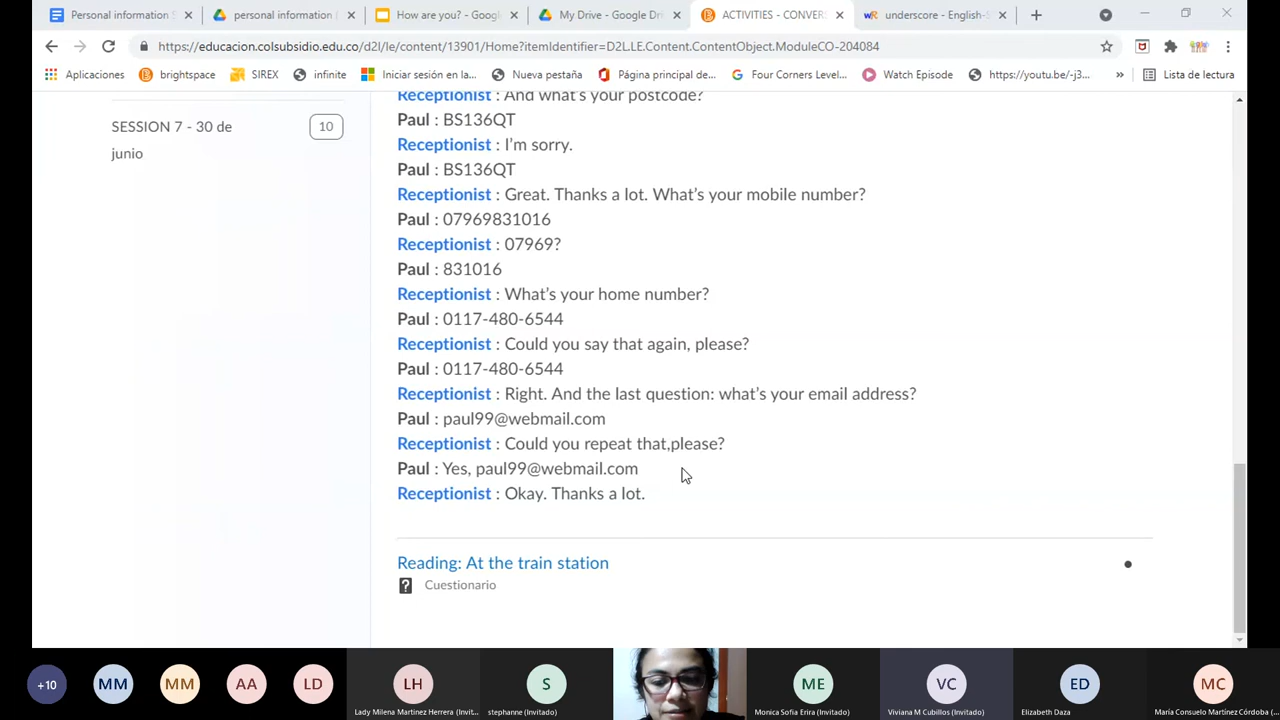 Personal information S
personal information (
How are you? - Googl
My Drive - Google Dri
ACTIVITIES - CONVERS
underscore - English-S
https://educacion.colsubsidio.edu.co/d2l/le/content/13901/Home?itemIdentifier=D2L.LE.Content.ContentObject.ModuleCO-204084
Aplicaciones
brightspace
SIREX
infinite
Iniciar sesión en la...
Nueva pestaña
Página principal de...
Four Corners Level...
Watch Episode
https://youtu.be/-j3...
»
Lista de lectura
SESSION 7 - 30 de
junio
10
Receptionist : And what's your postcode?
Paul : BS136QT
Receptionist : I'm sorry.
Paul : BS136QT
Receptionist : Great. Thanks a lot. What's your mobile number?
Paul : 07969831016
Receptionist : 07969?
Paul : 831016
Receptionist : What's your home number?
Paul : 0117-480-6544
Receptionist : Could you say that again, please?
Paul : 0117-480-6544
Receptionist : Right. And the last question: what's your email address?
Paul : paul99@webmail.com
Receptionist : Could you repeat that,please?
Paul : Yes, paul99@webmail.com
Receptionist : Okay. Thanks a lot.
Reading: At the train station
Cuestionario
+10
MM
MM
AA
LD
LH
Lady Milena Martinez Herrera (Invit...
S
stephanne (Invitado)
ME
Monica Sofia Erira (Invitado)
VC
Viviana M Cubillos (Invitado)
ED
Elizabeth Daza
MC
María Consuelo Martínez Córdoba (...